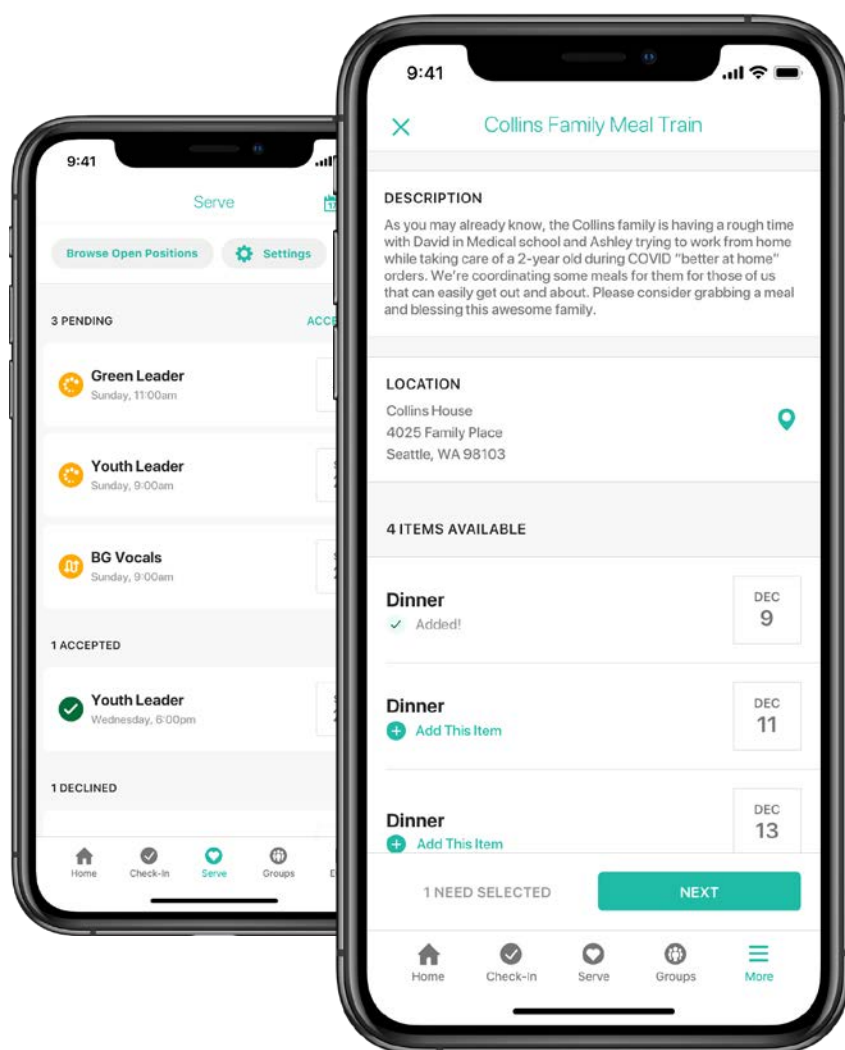 9:41
Serve
17
Browse Open Positions
Settings
3 PENDING
Green Leader
Sunday, 11:00am
Youth Leader
Sunday, 9:00am
BG Vocals
Sunday, 9:00am
1 ACCEPTED
Youth Leader
Wednesday, 6:00pm
1 DECLINED
Home
Check-In
Serve
Groups
9:41
Collins Family Meal Train
DESCRIPTION
As you may already know, the Collins family is having a rough time
with David in Medical school and Ashley trying to work from home
while taking care of a 2-year old during COVID "better at home"
orders. We're coordinating some meals for them for those of us
that can easily get out and about. Please consider grabbing a meal
and blessing this awesome family.
LOCATION
Collins House
4025 Family Place
Seattle, WA 98103
4 ITEMS AVAILABLE
Dinner
Added!
DEC
9
Dinner
Add This Item
DEC
11
Dinner
Add This Item
DEC
13
1 NEED SELECTED
NEXT
Home
Check-in
Serve
Groups
More